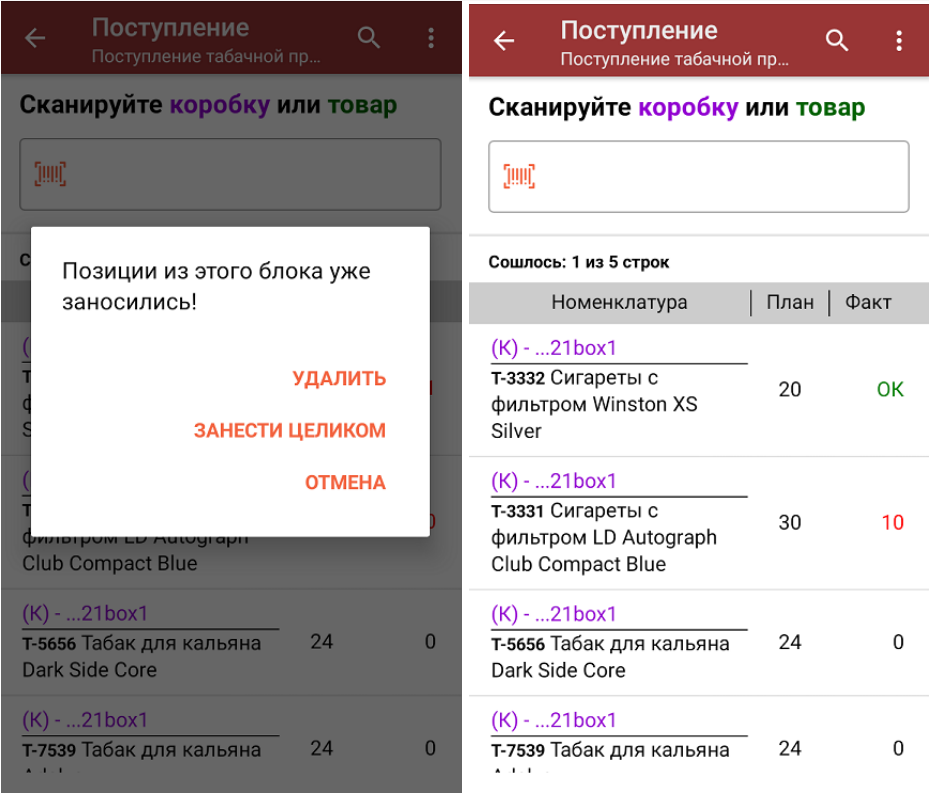 Поступление
Поступление табачной пр...
Сканируйте коробку или товар
Позиции из этого блока уже
заносились!
УДАЛИТЬ
ЗАНЕСТИ ЦЕЛИКОМ
ОТМЕНА
фильтром LD Autograph
Club Compact Blue
(К) - ...21box1
Т-5656 Табак для кальяна 24 0
Dark Side Core
(К) - ...21box1
Т-7539 Табак для кальяна 24 0
Поступление
Поступление табачной пр...
Сканируйте коробку или товар
Сошлось: 1 из 5 строк
Номенклатура План Факт
(К) - ...21box1
Т-3332 Сигареты с 20 ОК
фильтром Winston XS
Silver
(К) - ...21box1
Т-3331 Сигареты с 30 10
фильтром LD Autograph
Club Compact Blue
(К) - ...21box1
Т-5656 Табак для кальяна 24 0
Dark Side Core
(К) - ...21box1
Т-7539 Табак для кальяна 24 0